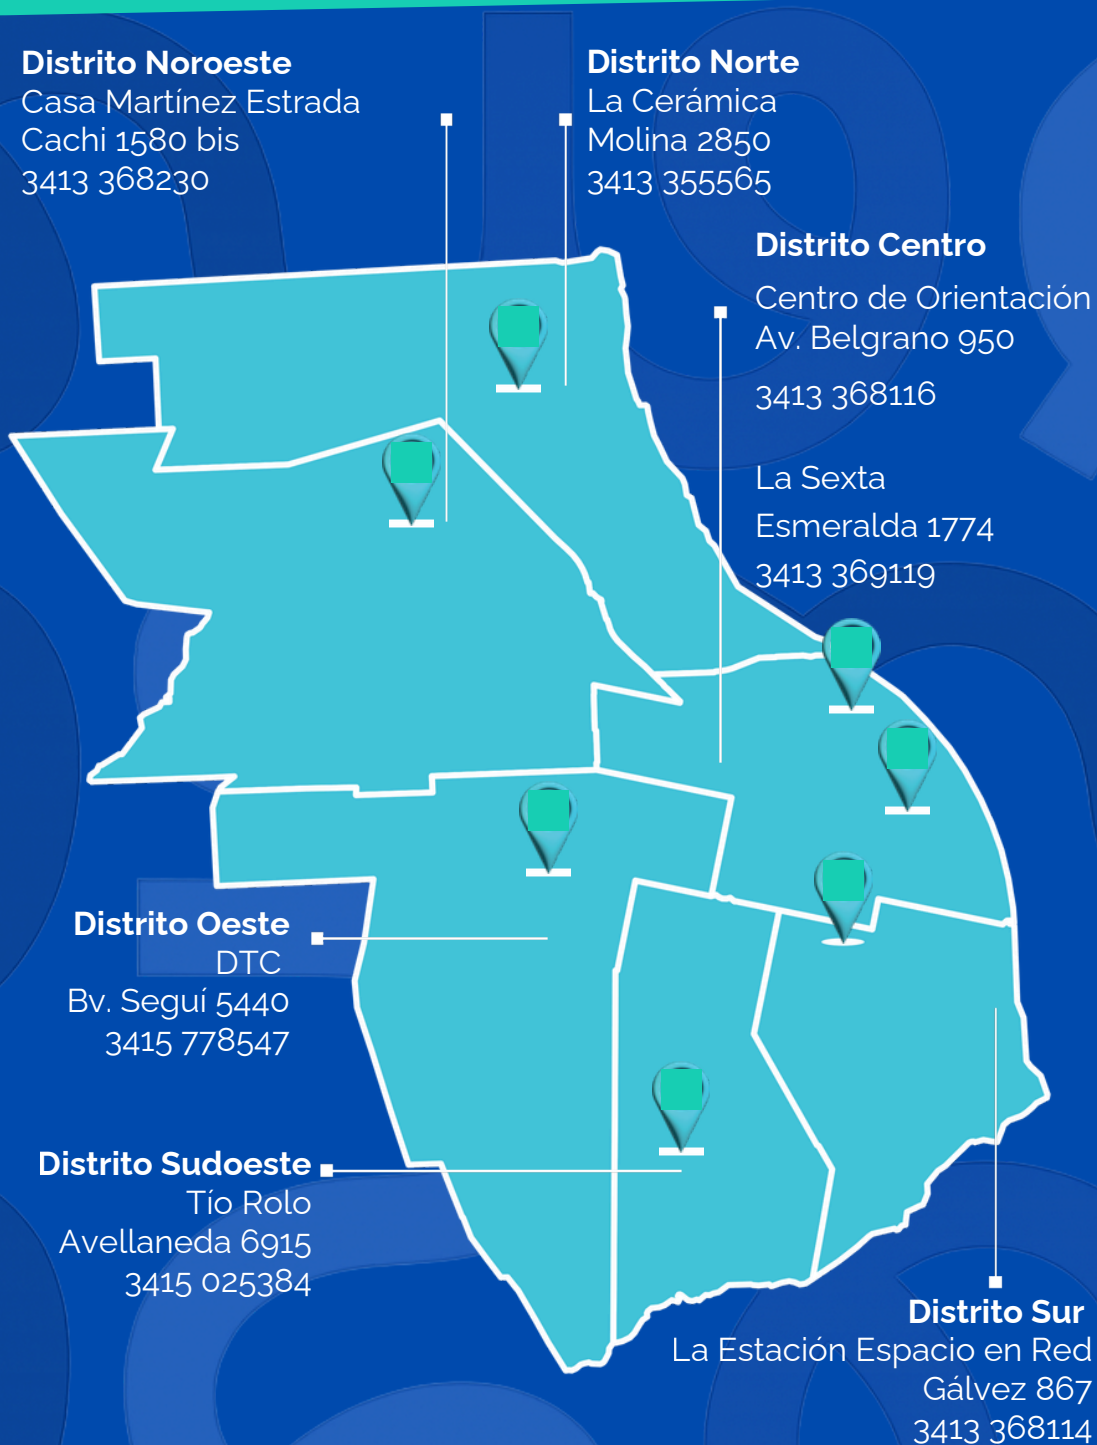 Distrito Noroeste
Casa Martínez Estrada
Cachi 1580 bis
3413 368230
Distrito Norte
La Cerámica
Molina 2850
3413 355565
Distrito Centro
Centro de Orientación
Av. Belgrano 950
3413 368116
La Sexta
Esmeralda 1774
3413 369119
Distrito Oeste
DTC
Bv. Seguí 5440
3415 778547
Distrito Sudoeste
Tío Rolo
Avellaneda 6915
3415 025384
Distrito Sur
La Estación Espacio en Red
Gálvez 867
3413 368114